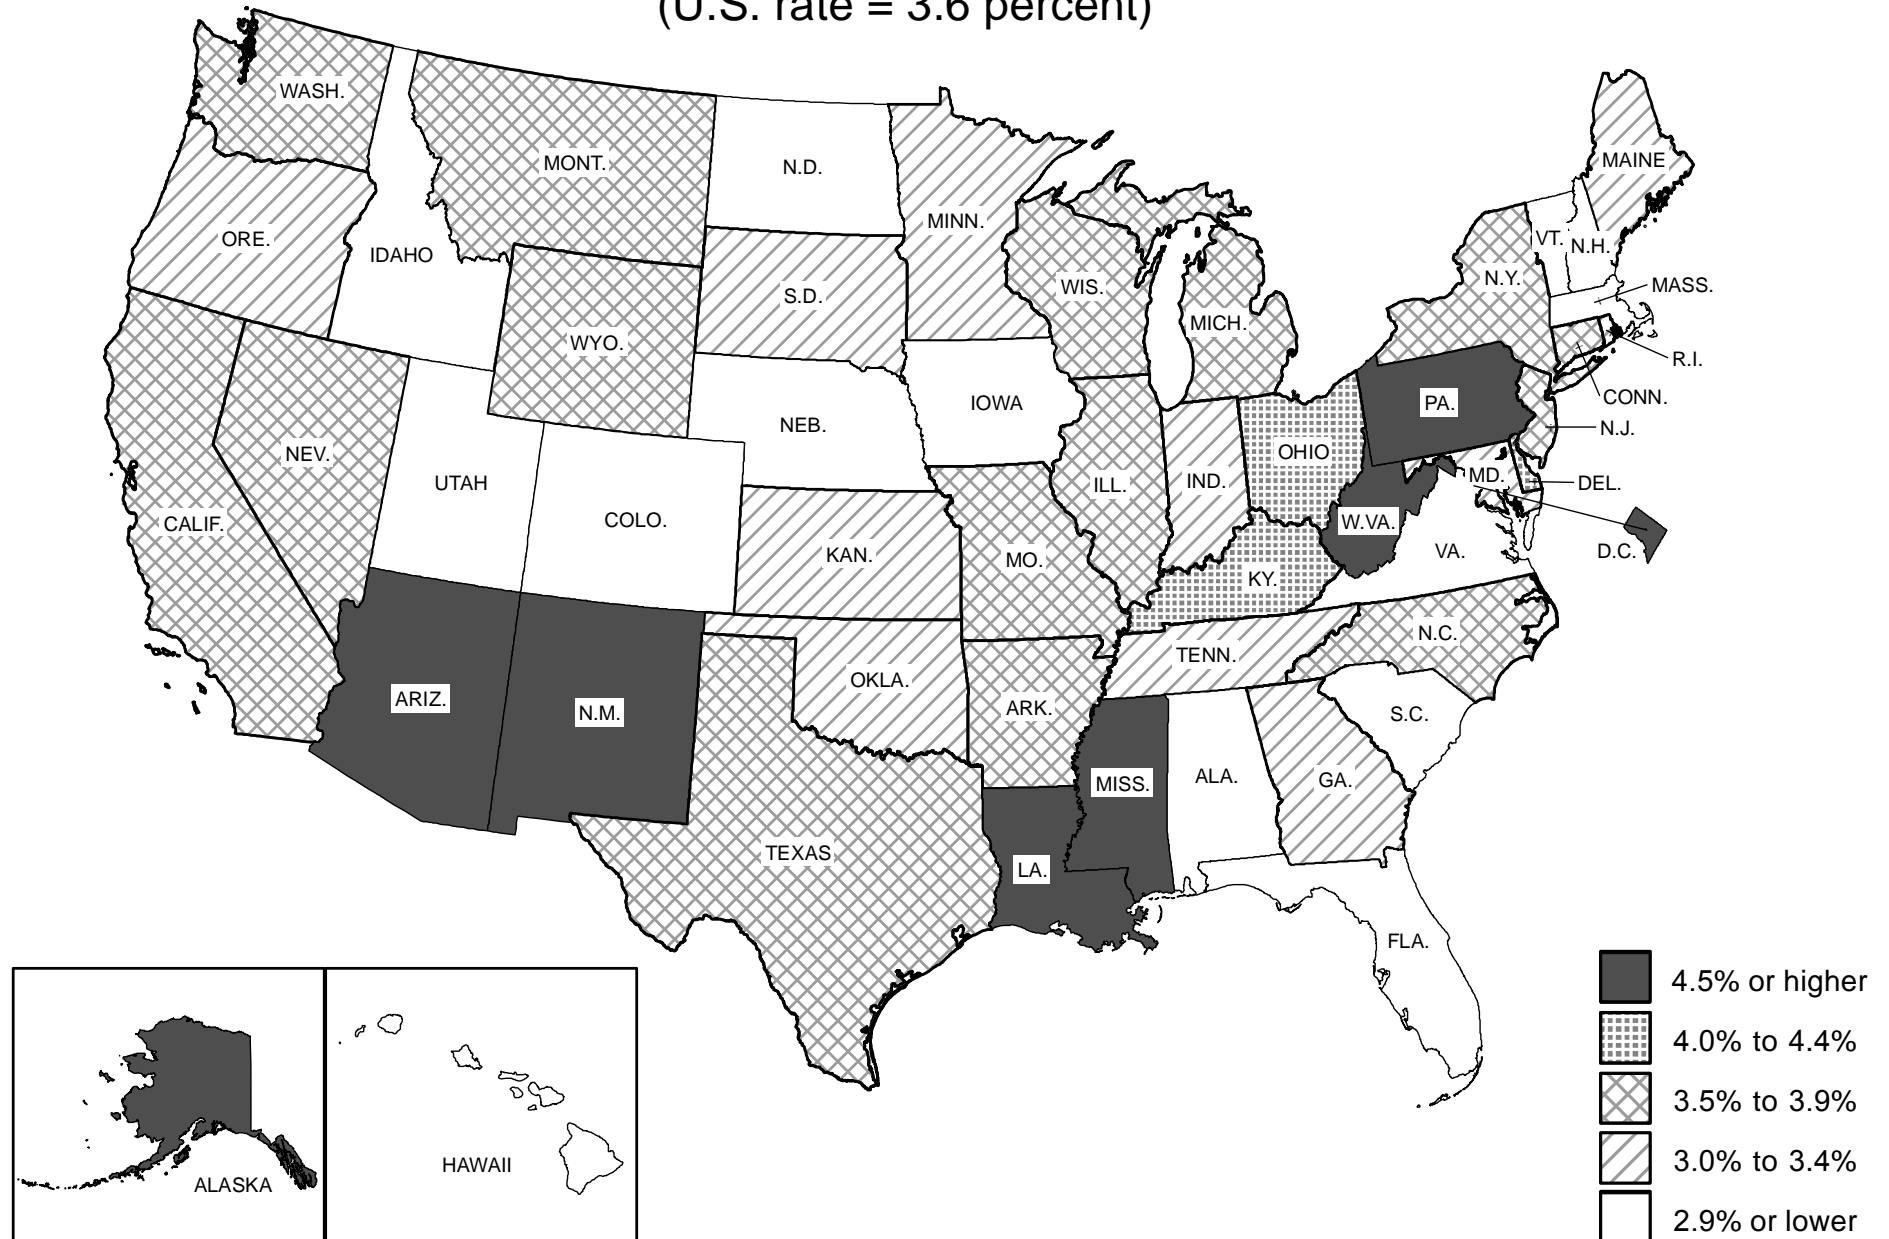 (U.S. rate = 3.6 percent)
WASH.
MONT.
N.D.
MINN.
MAINE
ORE.
IDAHO
S.D.
WIS.
MICH.
N.Y.
VT.
N.H.
MASS.
WYO.
R.I.
CONN.
N.J.
PA.
IOWA
NEB.
OHIO
NEV.
UTAH
ILL.
IND.
MD.
DEL.
CALIF.
COLO.
KAN.
MO.
W.VA.
VA.
D.C.
KY.
N.C.
TENN.
OKLA.
ARIZ.
N.M.
ARK.
S.C.
MISS.
ALA.
GA.
TEXAS
LA.
FLA.
ALASKA
HAWAII
4.5% or higher
4.0% to 4.4%
3.5% to 3.9%
3.0% to 3.4%
2.9% or lower